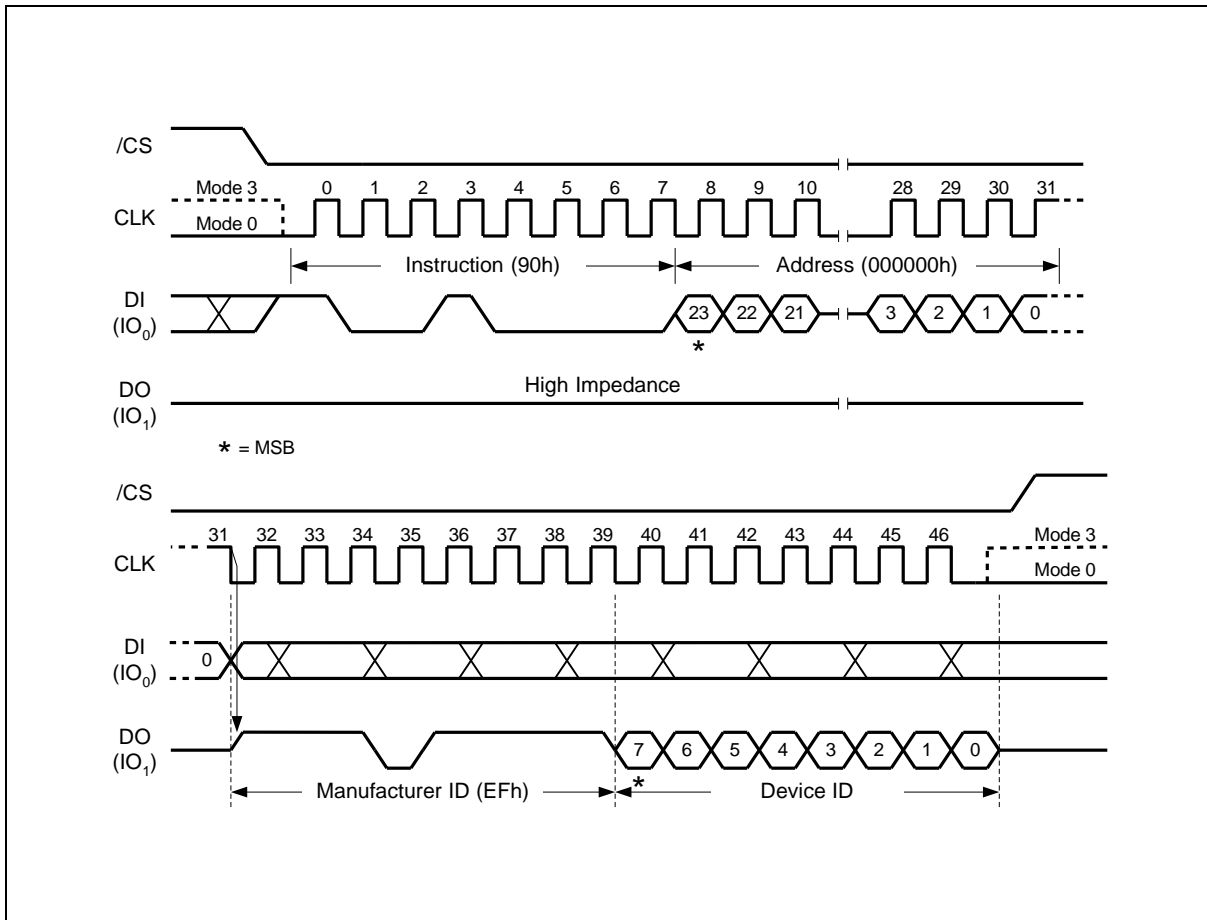 /CS
Mode 3 0 1 2 3 4 5 6 7 8 9 10 28 29 30 31
CLK
Mode 0
Instruction (90h) Address (000000h)
DI
(IO0) 23 22 21 3 2 1 0
*
High Impedance
DO
(IO1)
* = MSB
/CS
31 32 33 34 35 36 37 38 39 40 41 42 43 44 45 46 Mode 3
CLK
Mode 0
DI
(IO0) 0
DO
(IO1) 7 6 5 4 3 2 1 0
*
Manufacturer ID (EFh) Device ID